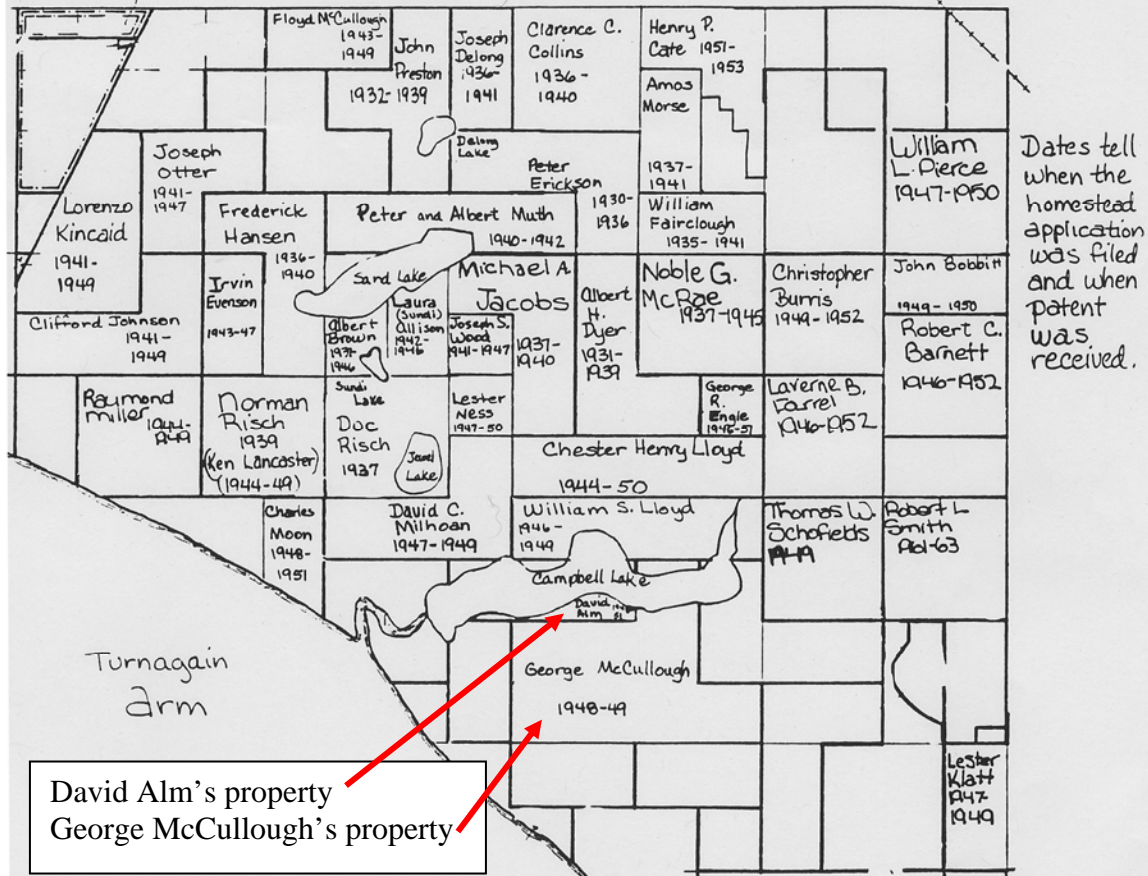 Floyd McCullough
1943-
1949
John
Preston
1932-1939
Joseph
Delong
1936-
1941
Clarence C.
Collins
1936-
1940
Henry P.
Cate 1951-
1953
Amos
Morse
1937-
1941
Delong
Lake
Joseph
Otter
1941-
1947
Peter
Erickson
1930-
1936
William
L. Pierce
1947-1950
Dates tell
when the
homestead
application
was filed
and when
patent
was
received.
Lorenzo
Kincaid
1941-
1949
Frederick
Hansen
1936-
1940
Peter and Albert Muth
1940-1942
William
Fairclough
1935-1941
Sand Lake
Irvin
Evenson
1943-47
Michael A
Jacobs
1937-
1940
Albert
H.
Dyer
1931-
1939
Noble G.
McRae
1937-1945
Christopher
Burris
1949-1952
John Bobbitt
1949-1950
Clifford Johnson
1941-
1949
Albert
Brown
1937-
1946
Laura
(Sundi)
Allison
1942-
1946
Joseph S.
Wood
1941-1947
Robert C.
Barnett
1946-1952
Sundi
Lake
Raymond
Miller 1944-
1949
Norman
Risch
1939
(Ken Lancaster)
(1944-49)
Doc
Risch
1937
Jewel
Lake
Lester
Ness
1947-50
George
R.
Engle
1946-51
Laverne B.
Farrel
1946-1952
Chester Henry Lloyd
1944-50
Charles
Moon
1948-
1951
David C.
Milhoan
1947-1949
William S. Lloyd
1946-
1949
Thomas W.
Schofields
1949
Robert L
Smith
1961-63
Campbell Lake
David
Alm
George McCullough
1948-49
Turnagain
arm
Lester
Klatt
1947-
1949
David Alm's property
George McCullough's property